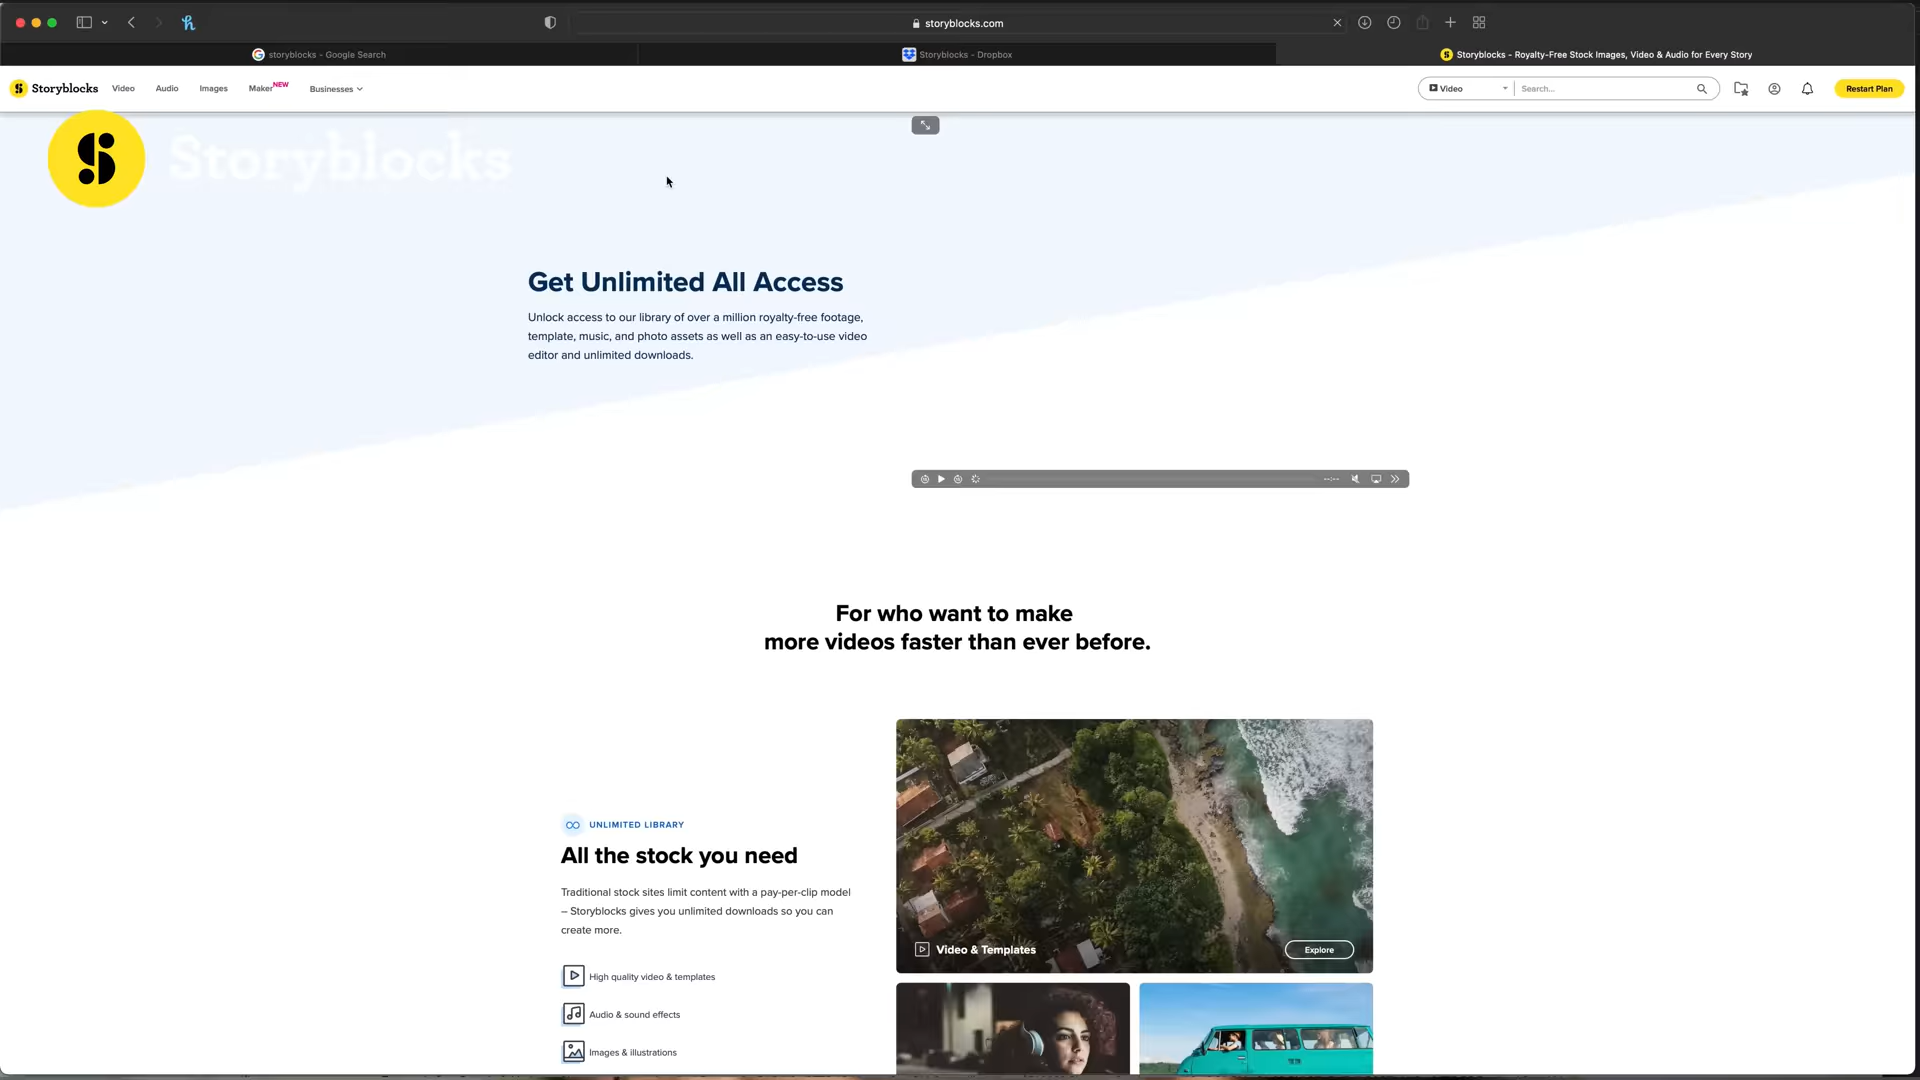 storyblocks.com
storyblocks - Google Search
Storyblocks - Dropbox
Storyblocks - Royalty-Free Stock Images, Video & Audio for Every Story
Storyblocks
Video
Audio
Images
Maker NEW
Businesses
Video
Search...
Restart Plan
Storyblocks
Get Unlimited All Access
Unlock access to our library of over a million royalty-free footage,
template, music, and photo assets as well as an easy-to-use video
editor and unlimited downloads.
--:--
For who want to make
more videos faster than ever before.
UNLIMITED LIBRARY
All the stock you need
Traditional stock sites limit content with a pay-per-clip model
– Storyblocks gives you unlimited downloads so you can
create more.
High quality video & templates
Audio & sound effects
Images & illustrations
Video & Templates
Explore